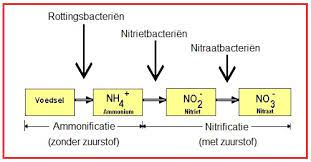 Rottingsbacteriën
Nitrietbacteriën
Nitraatbacteriën
Voedsel
NH4+
Ammonium
NO2-
Nitriet
NO3-
Nitraat
Ammonificatie
(zonder zuurstof)
Nitrificatie
(met zuurstof)